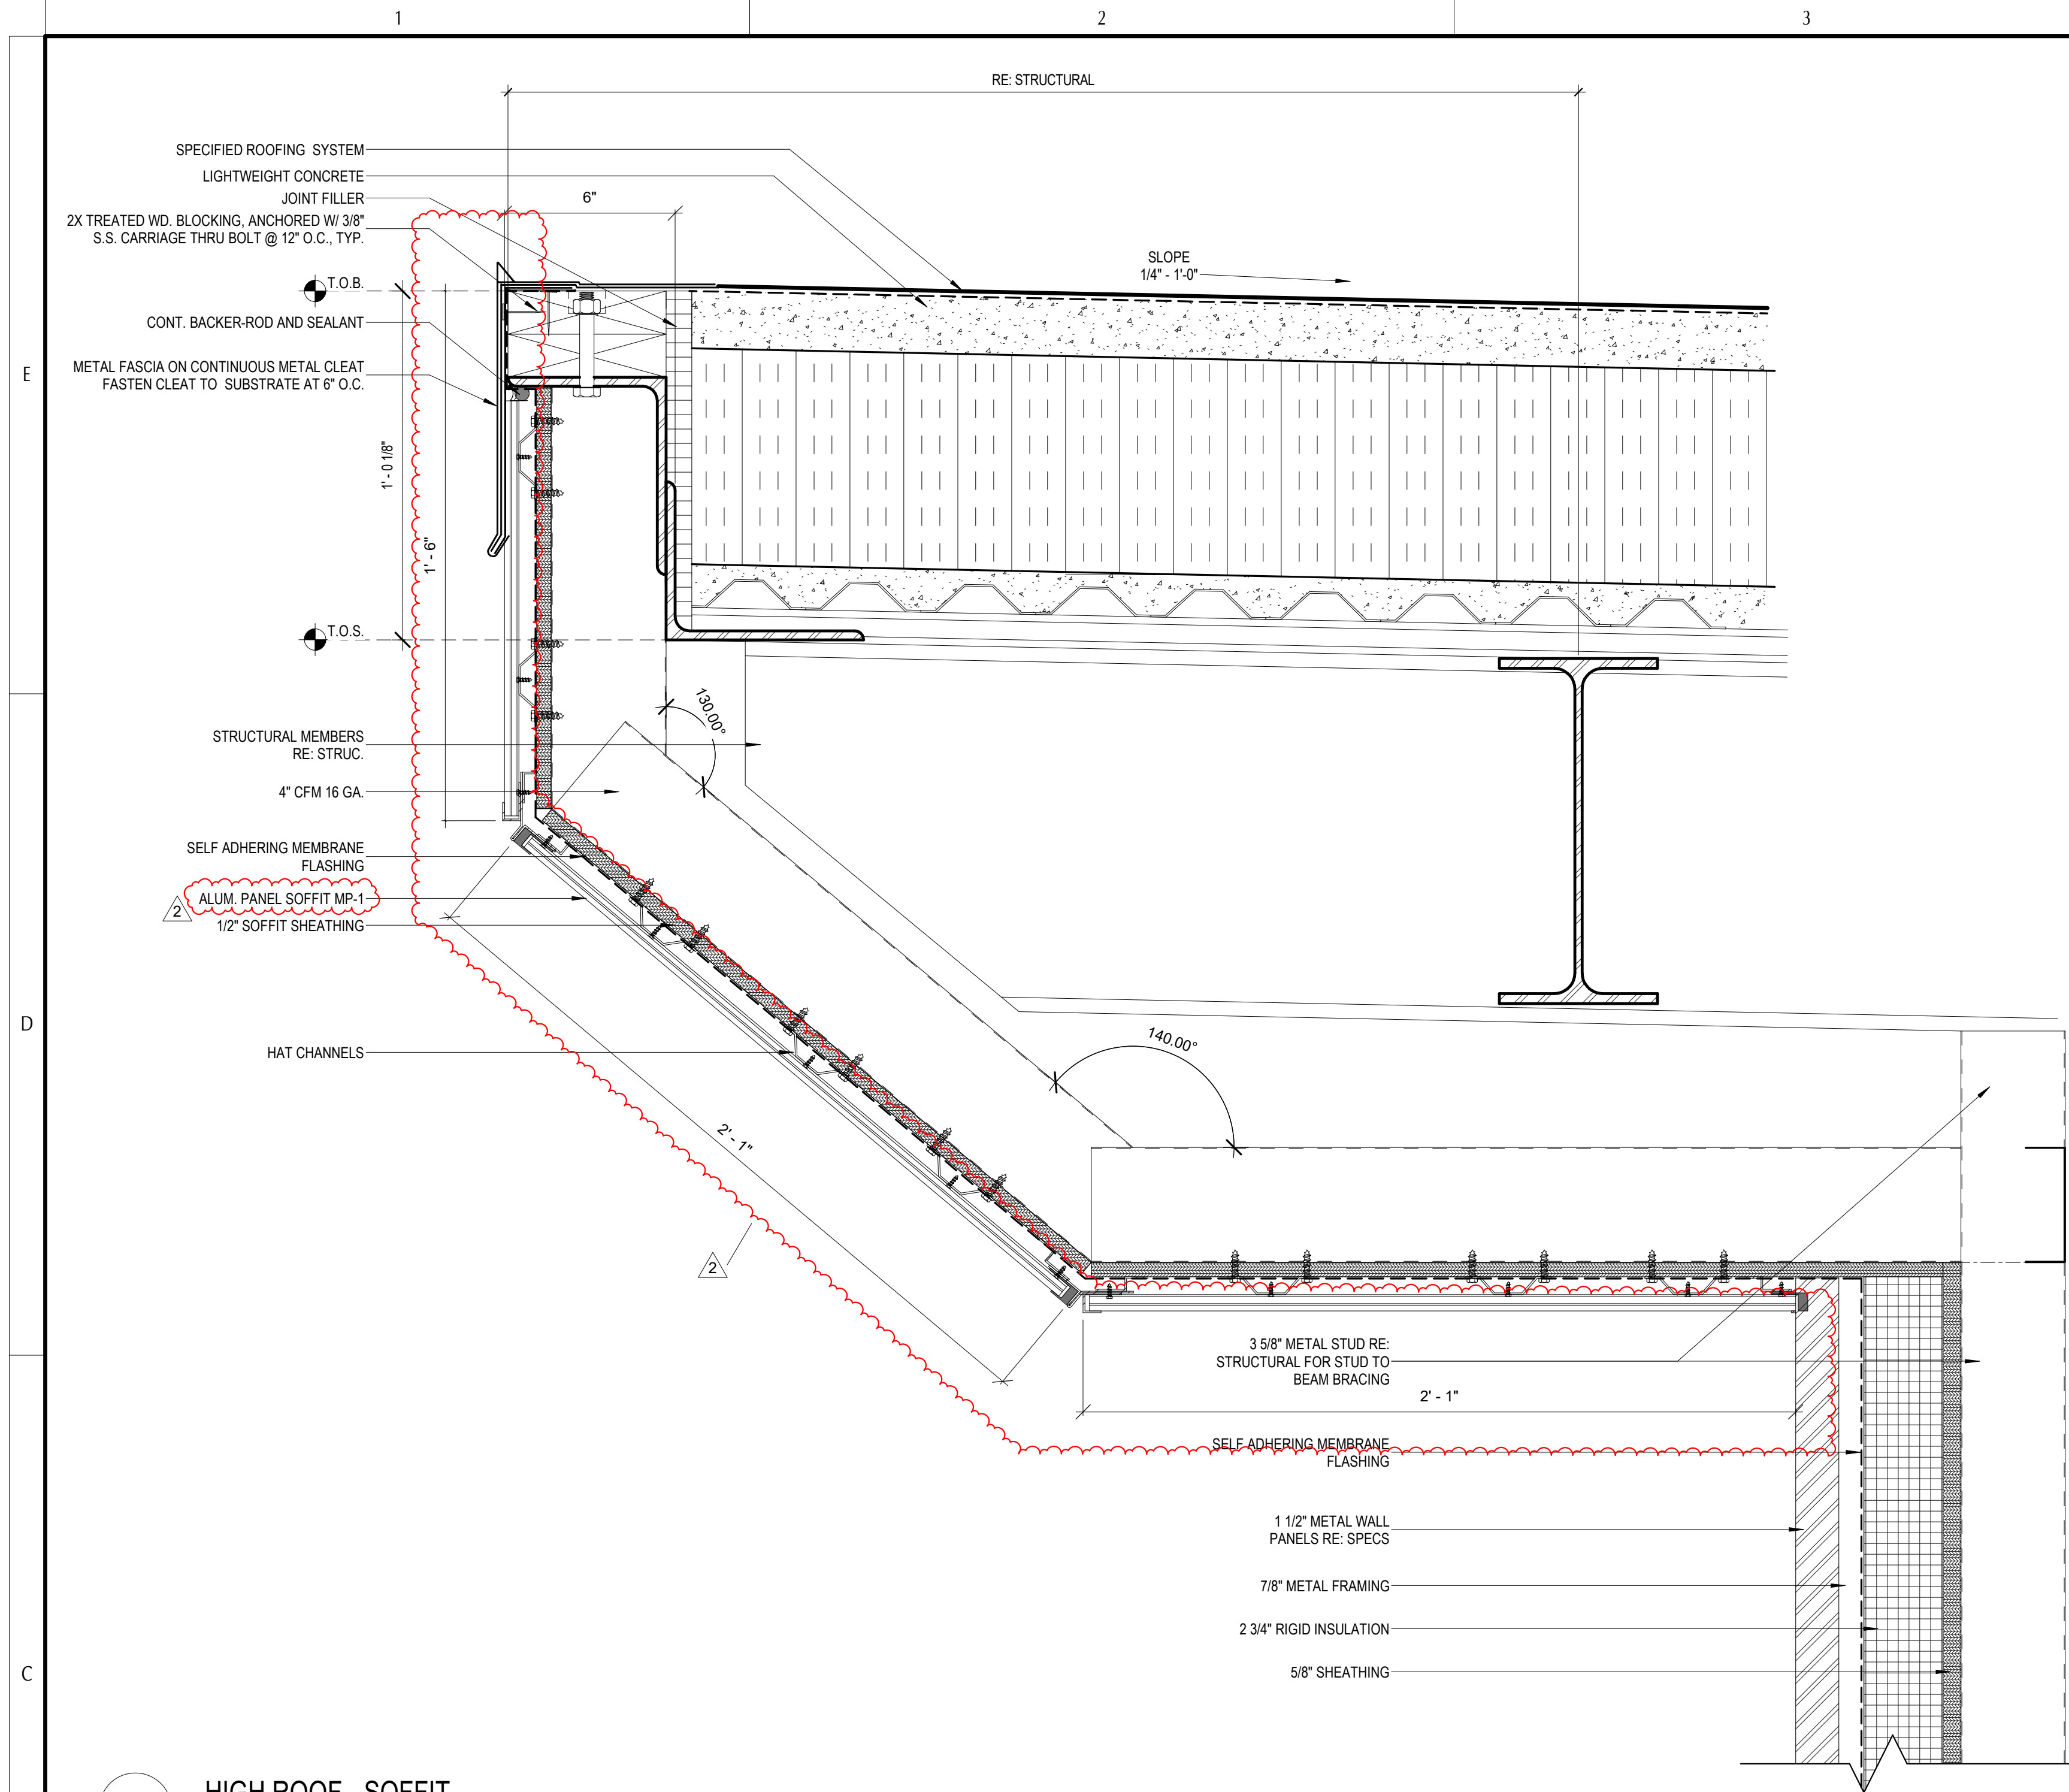 1
2
3
RE: STRUCTURAL
SPECIFIED ROOFING SYSTEM
LIGHTWEIGHT CONCRETE
JOINT FILLER
6"
2X TREATED WD. BLOCKING, ANCHORED W/ 3/8"
S.S. CARRIAGE THRU BOLT @ 12" O.C., TYP.
SLOPE
1/4" - 1'-0"
T.O.B.
CONT. BACKER-ROD AND SEALANT
METAL FASCIA ON CONTINUOUS METAL CLEAT
FASTEN CLEAT TO SUBSTRATE AT 6" O.C.
E
1' - 0 1/8"
1' - 6"
T.O.S.
130.00°
STRUCTURAL MEMBERS
RE: STRUC.
4" CFM 16 GA.
SELF ADHERING MEMBRANE
FLASHING
ALUM. PANEL SOFFIT MP-1
2
1/2" SOFFIT SHEATHING
D
HAT CHANNELS
140.00°
2' - 1"
2
3 5/8" METAL STUD RE:
STRUCTURAL FOR STUD TO
BEAM BRACING
2' - 1"
SELF ADHERING MEMBRANE
FLASHING
1 1/2" METAL WALL
PANELS RE: SPECS
7/8" METAL FRAMING
2 3/4" RIGID INSULATION
5/8" SHEATHING
C
HIGH ROOF - SOFFIT